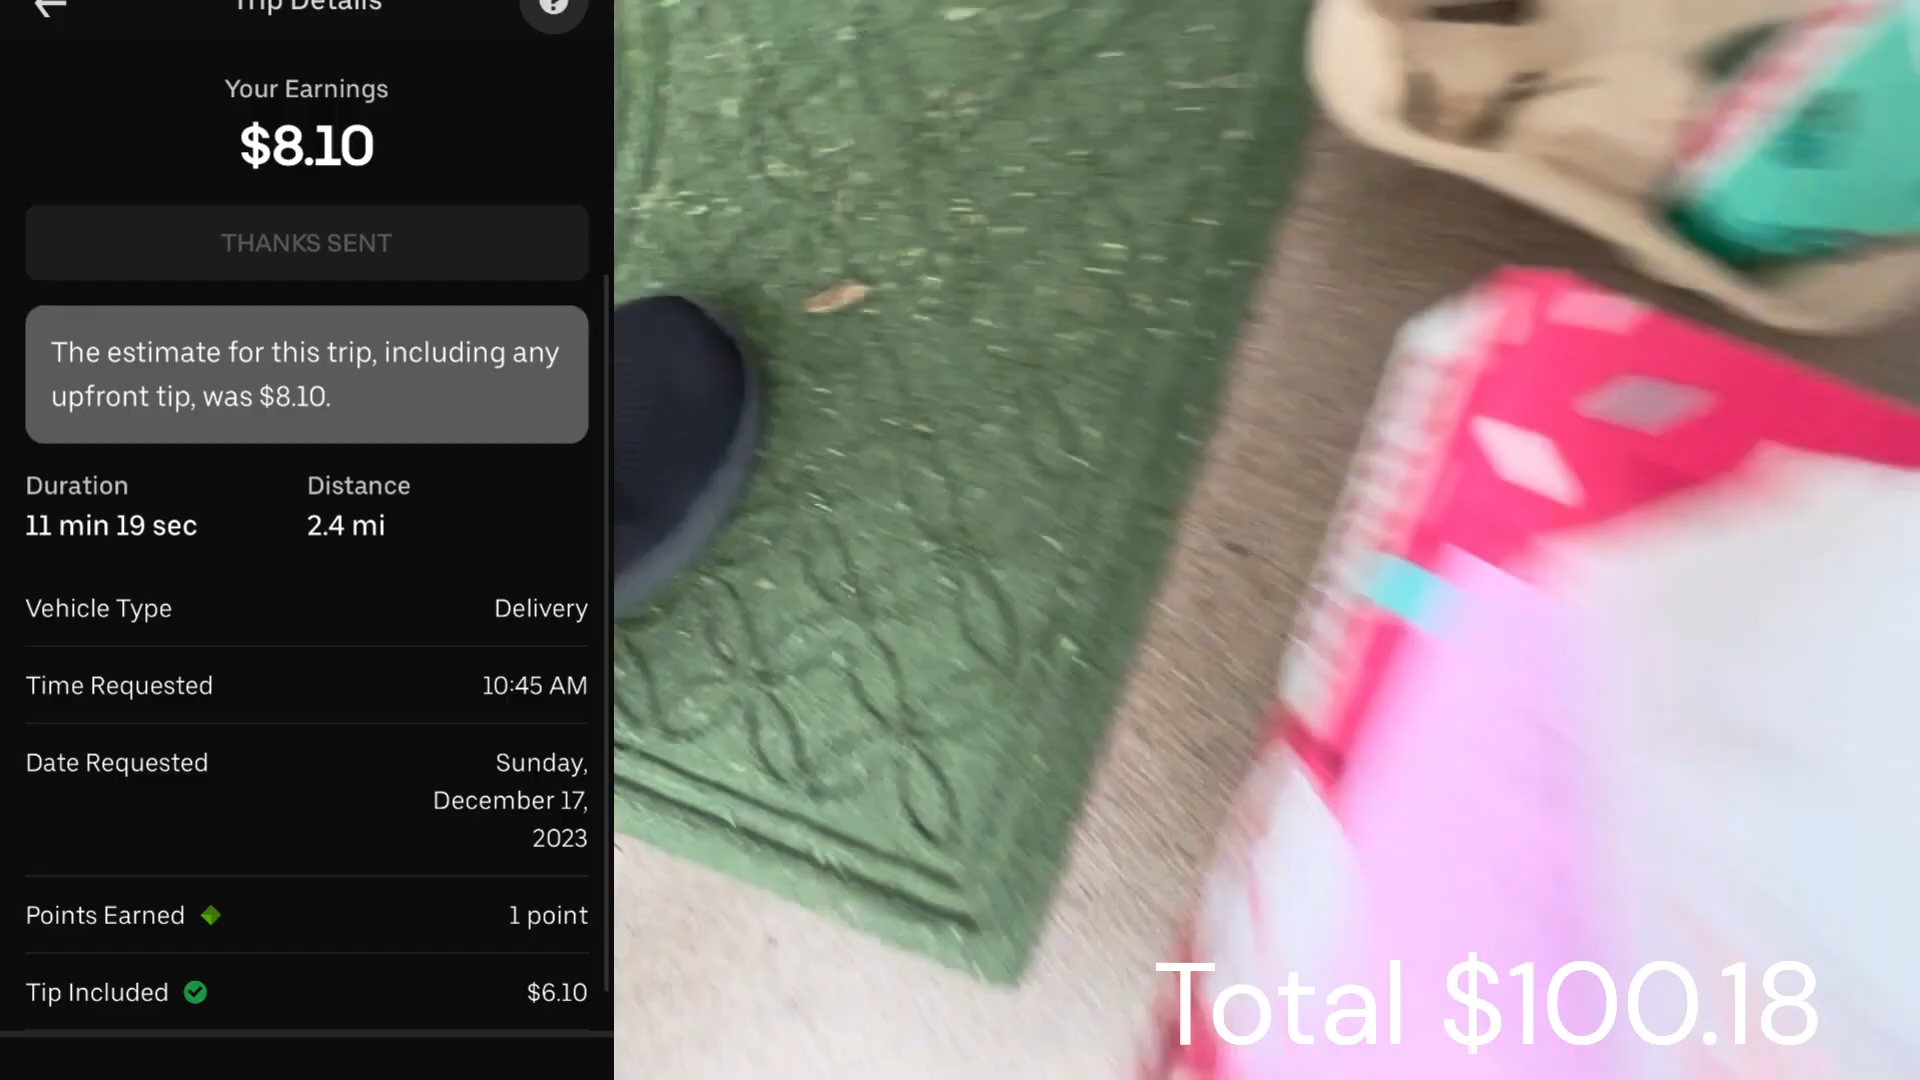 Trip Details
Your Earnings
$8.10
THANKS SENT
The estimate for this trip, including any
upfront tip, was $8.10.
Duration Distance
11 min 19 sec 2.4 mi
Vehicle Type Delivery
Time Requested 10:45 AM
Date Requested Sunday,
December 17,
2023
Points Earned 1 point
Tip Included $6.10
Total $100.18